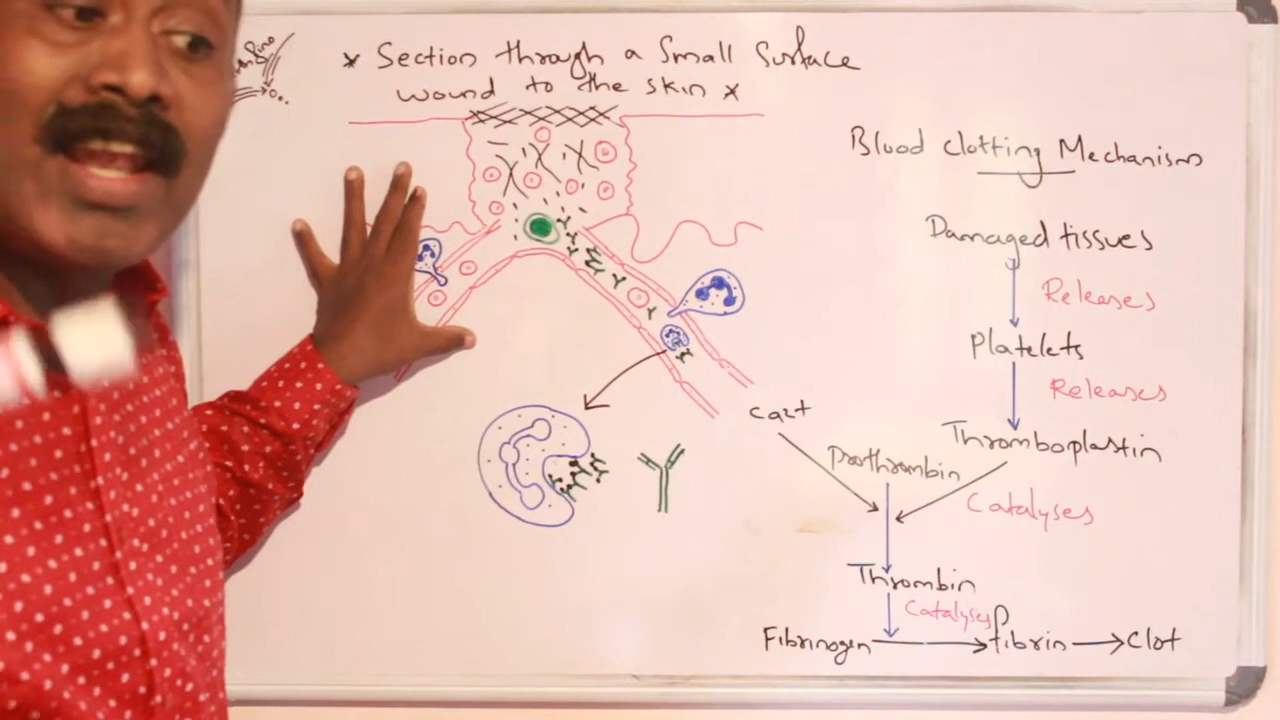 * Section through a Small Surface
wound to the skin *
Blood Clotting Mechanism
Damaged tissues
Releases
Platelets
Releases
Thromboplastin
Ca2+
Prothrombin
Catalyses
Thrombin
Catalyses
Fibrinogen → fibrin → Clot